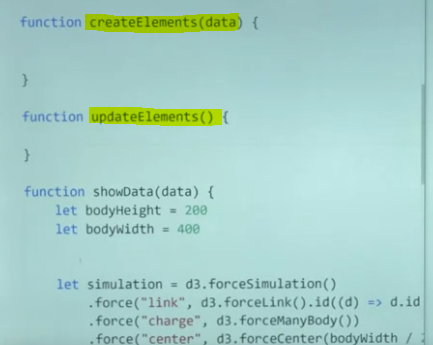 function createElements(data) {
}
function updateElements() {
}
function showData(data) {
let bodyHeight = 200
let bodyWidth = 400
let simulation = d3.forceSimulation()
.force("link", d3.forceLink().id((d) => d.id
.force("charge", d3.forceManyBody())
.force("center", d3.forceCenter(bodyWidth /